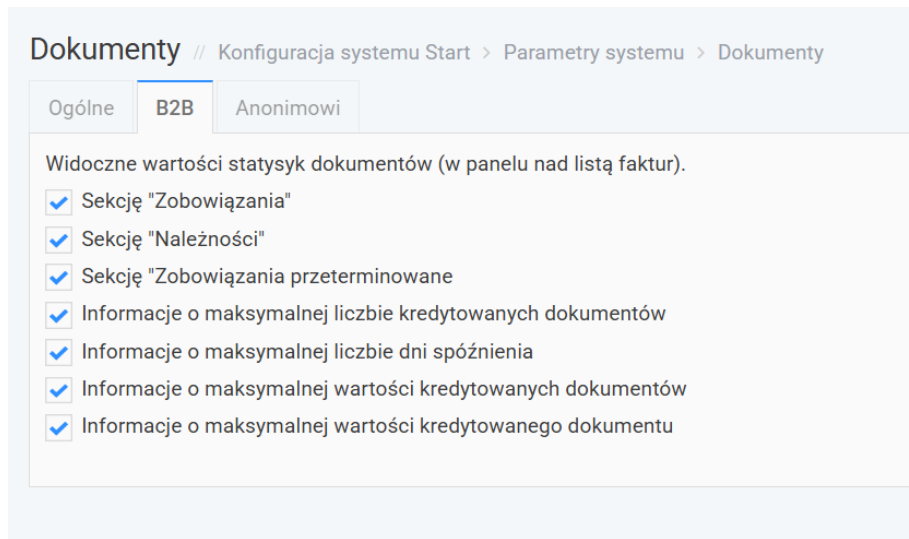 Dokumenty // Konfiguracja systemu Start > Parametry systemu > Dokumenty
Ogólne B2B Anonimowi
Widoczne wartości statysyk dokumentów (w panelu nad listą faktur).
Sekcję "Zobowiązania"
Sekcję "Należności"
Sekcję "Zobowiązania przeterminowane
Informacje o maksymalnej liczbie kredytowanych dokumentów
Informacje o maksymalnej liczbie dni spóźnienia
Informacje o maksymalnej wartości kredytowanych dokumentów
Informacje o maksymalnej wartości kredytowanego dokumentu